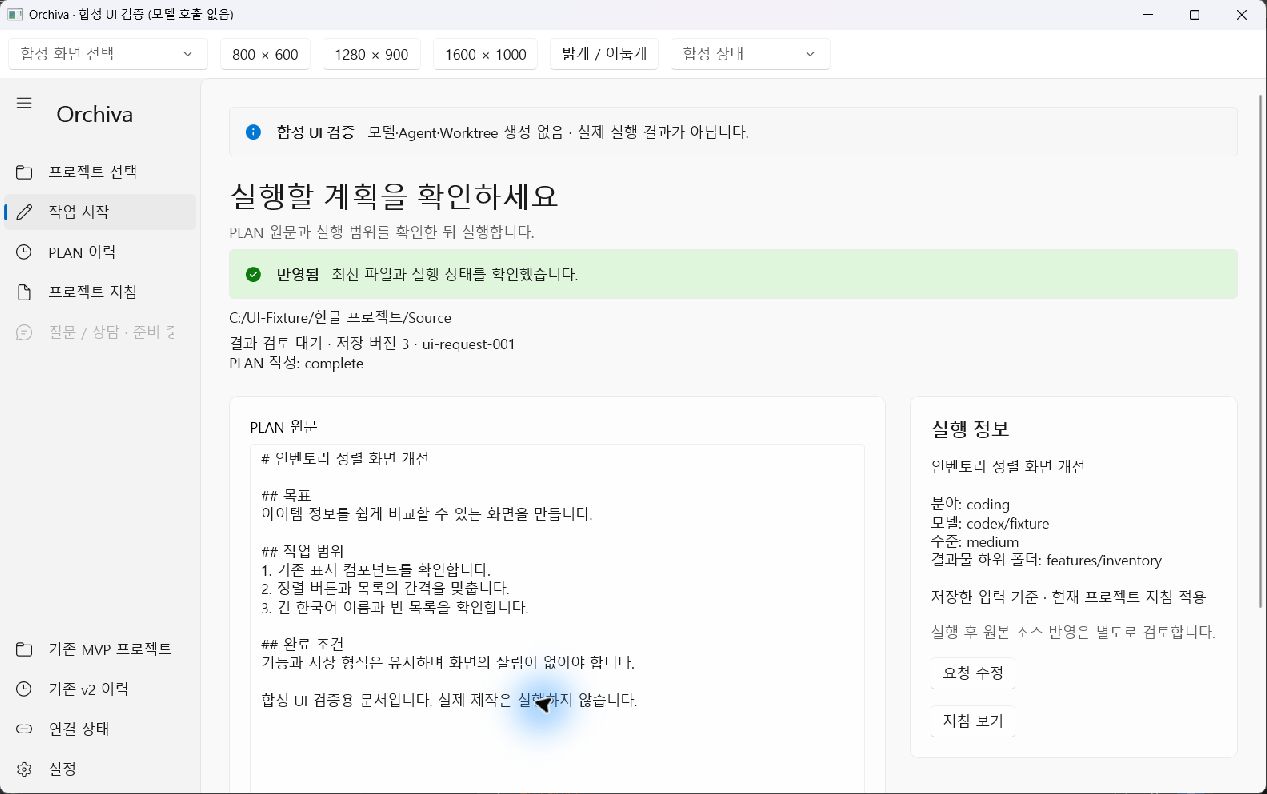 Orchiva · 합성 UI 검증 (모델 호출 없음)
합성 화면 선택
800 × 600
1280 × 900
1600 × 1000
밝게 / 어둡게
합성 상태
Orchiva
프로젝트 선택
작업 시작
PLAN 이력
프로젝트 지침
질문 / 상담 · 준비 중
기존 MVP 프로젝트
기존 v2 이력
연결 상태
설정
합성 UI 검증 모델·Agent·Worktree 생성 없음 · 실제 실행 결과가 아닙니다.
실행할 계획을 확인하세요
PLAN 원문과 실행 범위를 확인한 뒤 실행합니다.
반영됨 최신 파일과 실행 상태를 확인했습니다.
C:/UI-Fixture/한글 프로젝트/Source
결과 검토 대기 · 저장 버전 3 · ui-request-001
PLAN 작성: complete
PLAN 원문
# 인벤토리 정렬 화면 개선
## 목표
아이템 정보를 쉽게 비교할 수 있는 화면을 만듭니다.
## 작업 범위
1. 기존 표시 컴포넌트를 확인합니다.
2. 정렬 버튼과 목록의 간격을 맞춥니다.
3. 긴 한국어 이름과 빈 목록을 확인합니다.
## 완료 조건
기능과 저장 형식은 유지하며 화면의 잘림이 없어야 합니다.
합성 UI 검증용 문서입니다. 실제 제작은 실행하지 않습니다.
실행 정보
인벤토리 정렬 화면 개선
분야: coding
모델: codex/fixture
수준: medium
결과물 하위 폴더: features/inventory
저장한 입력 기준 · 현재 프로젝트 지침 적용
실행 후 원본 소스 반영은 별도로 검토합니다.
요청 수정
지침 보기